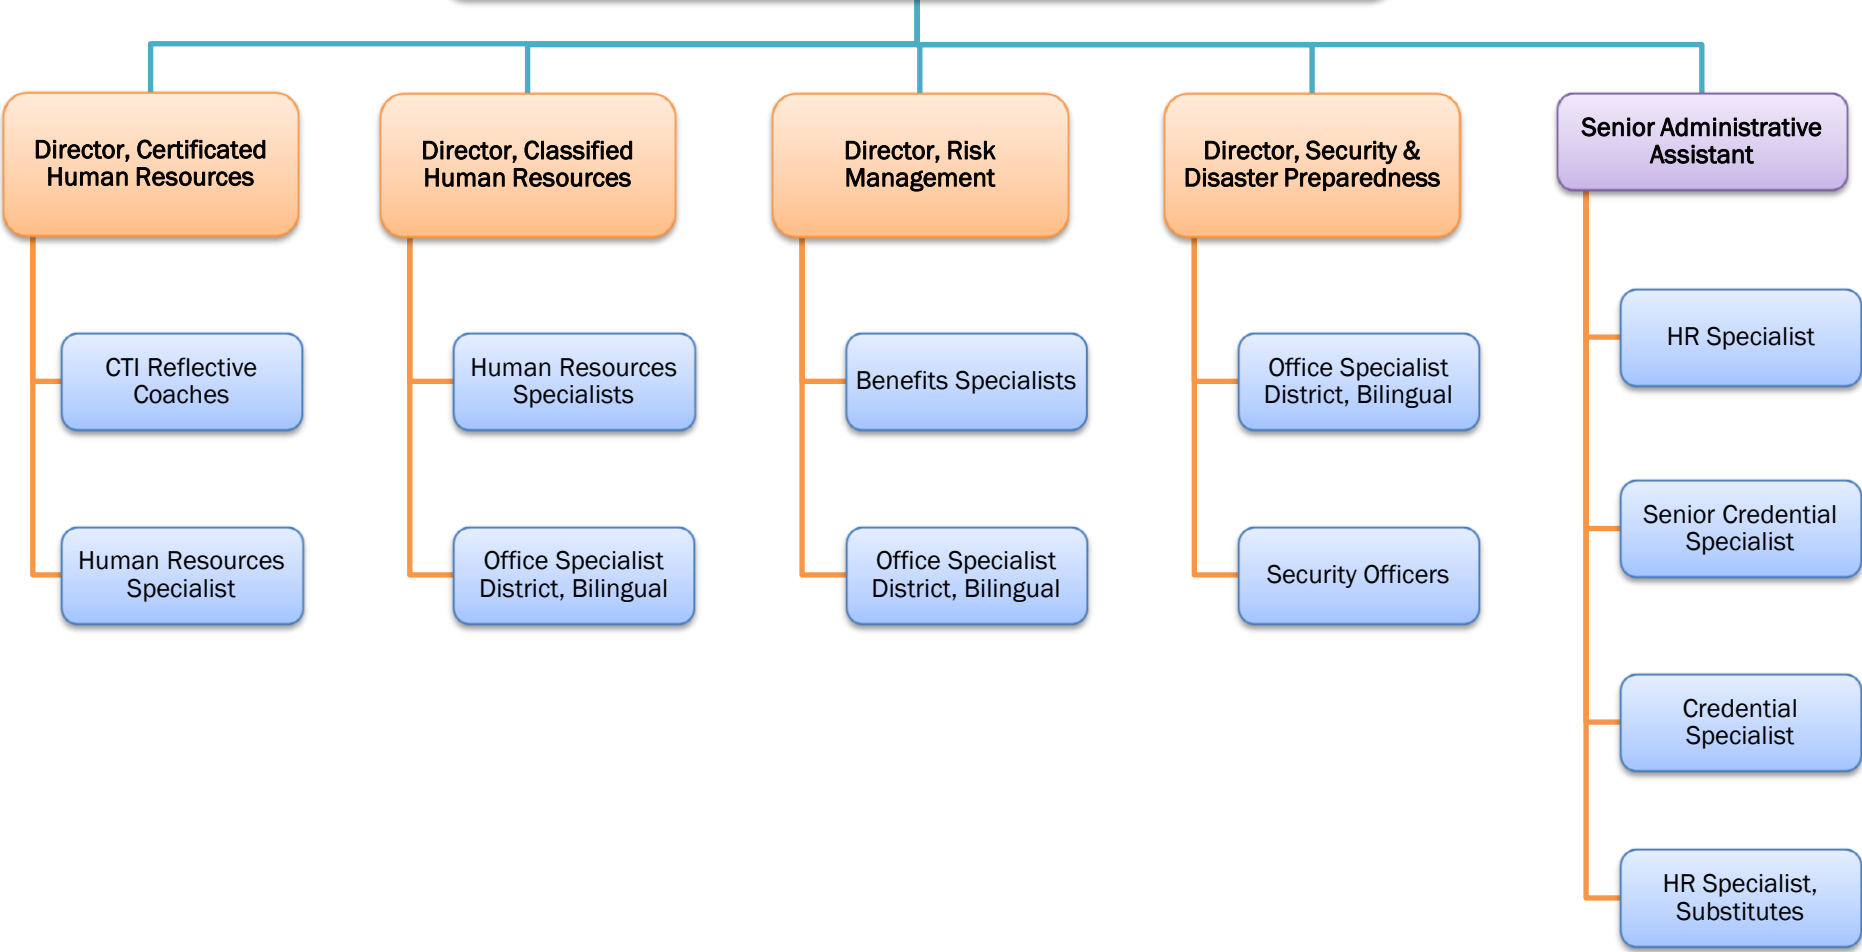 Director, Certificated
Human Resources
Director, Classified
Human Resources
Director, Risk
Management
Director, Security &
Disaster Preparedness
Senior Administrative
Assistant
CTI Reflective
Coaches
Human Resources
Specialist
Human Resources
Specialists
Office Specialist
District, Bilingual
Benefits Specialists
Office Specialist
District, Bilingual
Office Specialist
District, Bilingual
Security Officers
HR Specialist
Senior Credential
Specialist
Credential
Specialist
HR Specialist,
Substitutes